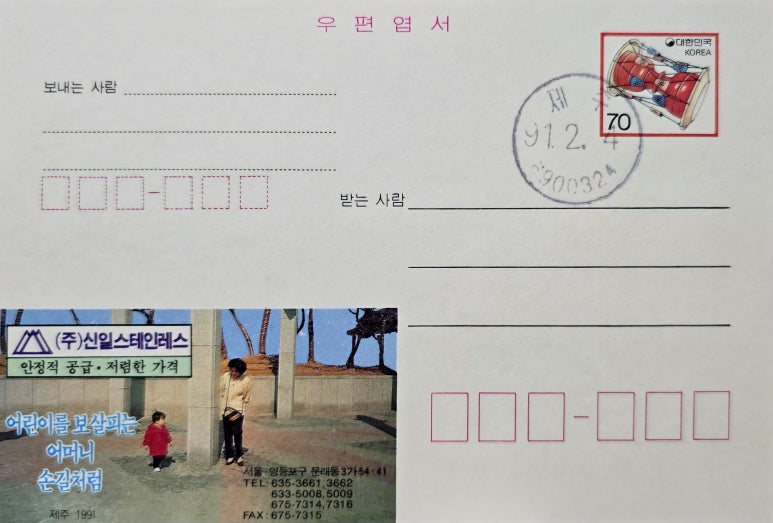 우편엽서
대한민국
KOREA
70
91.2.4
보내는 사람
받는 사람
(주)신일스테인레스
안정적 공급·저렴한 가격
어린이를 보살피는
어머니
손길처럼
제주 1991
서울·영등포구 문래동3가54-41
TEL:635-3661,3662
633-5008,5009
675-7314,7316
FAX:675-7315